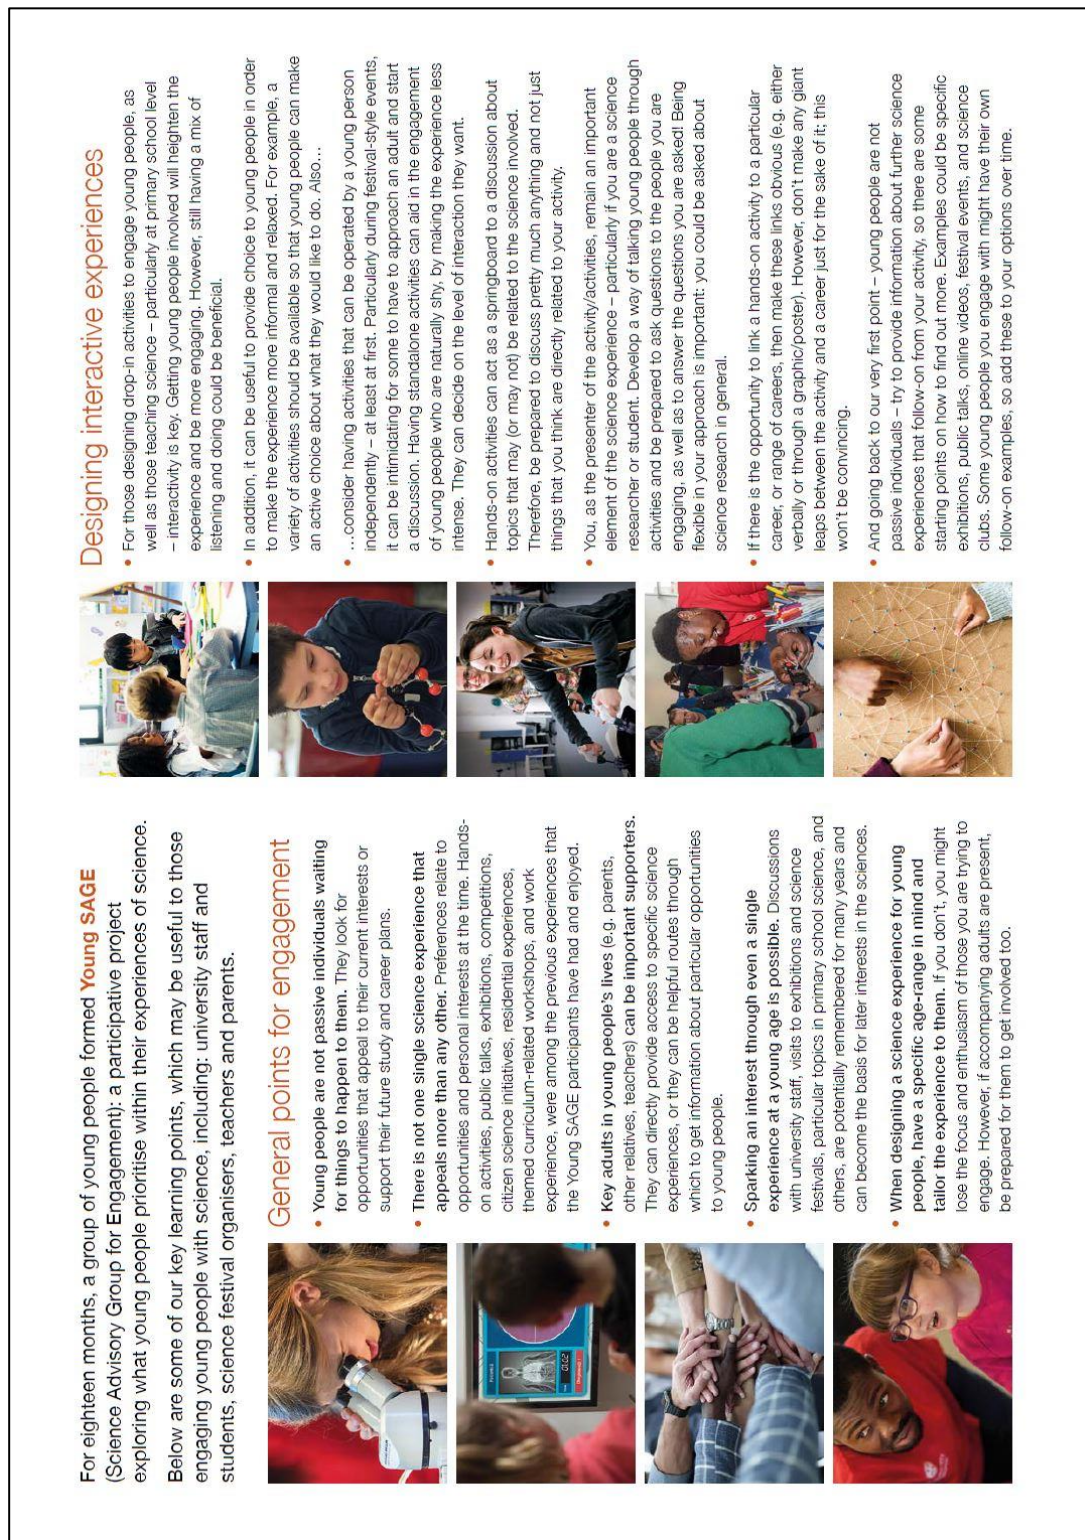 For eighteen months, a group of young people formed Young SAGE
(Science Advisory Group for Engagement): a participative project
exploring what young people prioritise within their experiences of science.
Below are some of our key learning points, which may be useful to those
engaging young people with science, including: university staff and
students, science festival organisers, teachers and parents.
General points for engagement
• Young people are not passive individuals waiting
for things to happen to them. They look for
opportunities that appeal to their current interests or
support their future study and career plans.
• There is not one single science experience that
appeals more than any other. Preferences relate to
opportunities and personal interests at the time. Hands-
on activities, public talks, exhibitions, competitions,
citizen science initiatives, residential experiences,
themed curriculum-related workshops, and work
experience, were among the previous experiences that
the Young SAGE participants have had and enjoyed.
• Key adults in young people's lives (e.g. parents,
other relatives, teachers) can be important supporters.
They can directly provide access to specific science
experiences, or they can be helpful routes through
which to get information about particular opportunities
to young people.
• Sparking an interest through even a single
experience at a young age is possible. Discussions
with university staff, visits to exhibitions and science
festivals, particular topics in primary school science, and
others, are potentially remembered for many years and
can become the basis for later interests in the sciences.
• When designing a science experience for young
people, have a specific age-range in mind and
tailor the experience to them. If you don't, you might
lose the focus and enthusiasm of those you are trying to
engage. However, if accompanying adults are present,
be prepared for them to get involved too.
Designing interactive experiences
• For those designing drop-in activities to engage young people, as
well as those teaching science – particularly at primary school level
– interactivity is key. Getting young people involved will heighten the
experience and be more engaging. However, still having a mix of
listening and doing could be beneficial.
• In addition, it can be useful to provide choice to young people in order
to make the experience more informal and relaxed. For example, a
variety of activities should be available so that young people can make
an active choice about what they would like to do. Also…
• …consider having activities that can be operated by a young person
independently – at least at first. Particularly during festival-style events,
it can be intimidating for some to have to approach an adult and start
a discussion. Having standalone activities can aid in the engagement
of young people who are naturally shy, by making the experience less
intense. They can decide on the level of interaction they want.
• Hands-on activities can act as a springboard to a discussion about
topics that may (or may not) be related to the science involved.
Therefore, be prepared to discuss pretty much anything and not just
things that you think are directly related to your activity.
• You, as the presenter of the activity/activities, remain an important
element of the science experience – particularly if you are a science
researcher or student. Develop a way of talking young people through
activities and be prepared to ask questions to the people you are
engaging, as well as to answer the questions you are asked! Being
flexible in your approach is important: you could be asked about
science research in general.
• If there is the opportunity to link a hands-on activity to a particular
career, or range of careers, then make these links obvious (e.g. either
verbally or through a graphic/poster). However, don't make any giant
leaps between the activity and a career just for the sake of it; this
won't be convincing.
• And going back to our very first point – young people are not
passive individuals – try to provide information about further science
experiences that follow-on from your activity, so there are some
starting points on how to find out more. Examples could be specific
exhibitions, public talks, online videos, festival events, and science
clubs. Some young people you engage with might have their own
follow-on examples, so add these to your options over time.
01:02